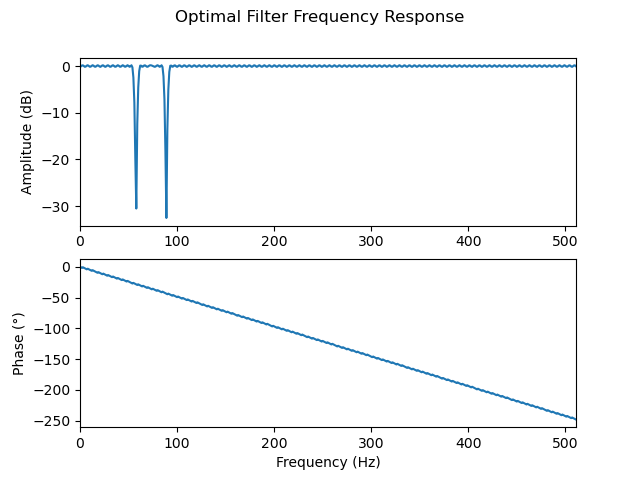 Optimal Filter Frequency Response
Amplitude (dB)
0
−10
−20
−30
0 100 200 300 400 500
Phase (°)
0
−50
−100
−150
−200
−250
0 100 200 300 400 500
Frequency (Hz)